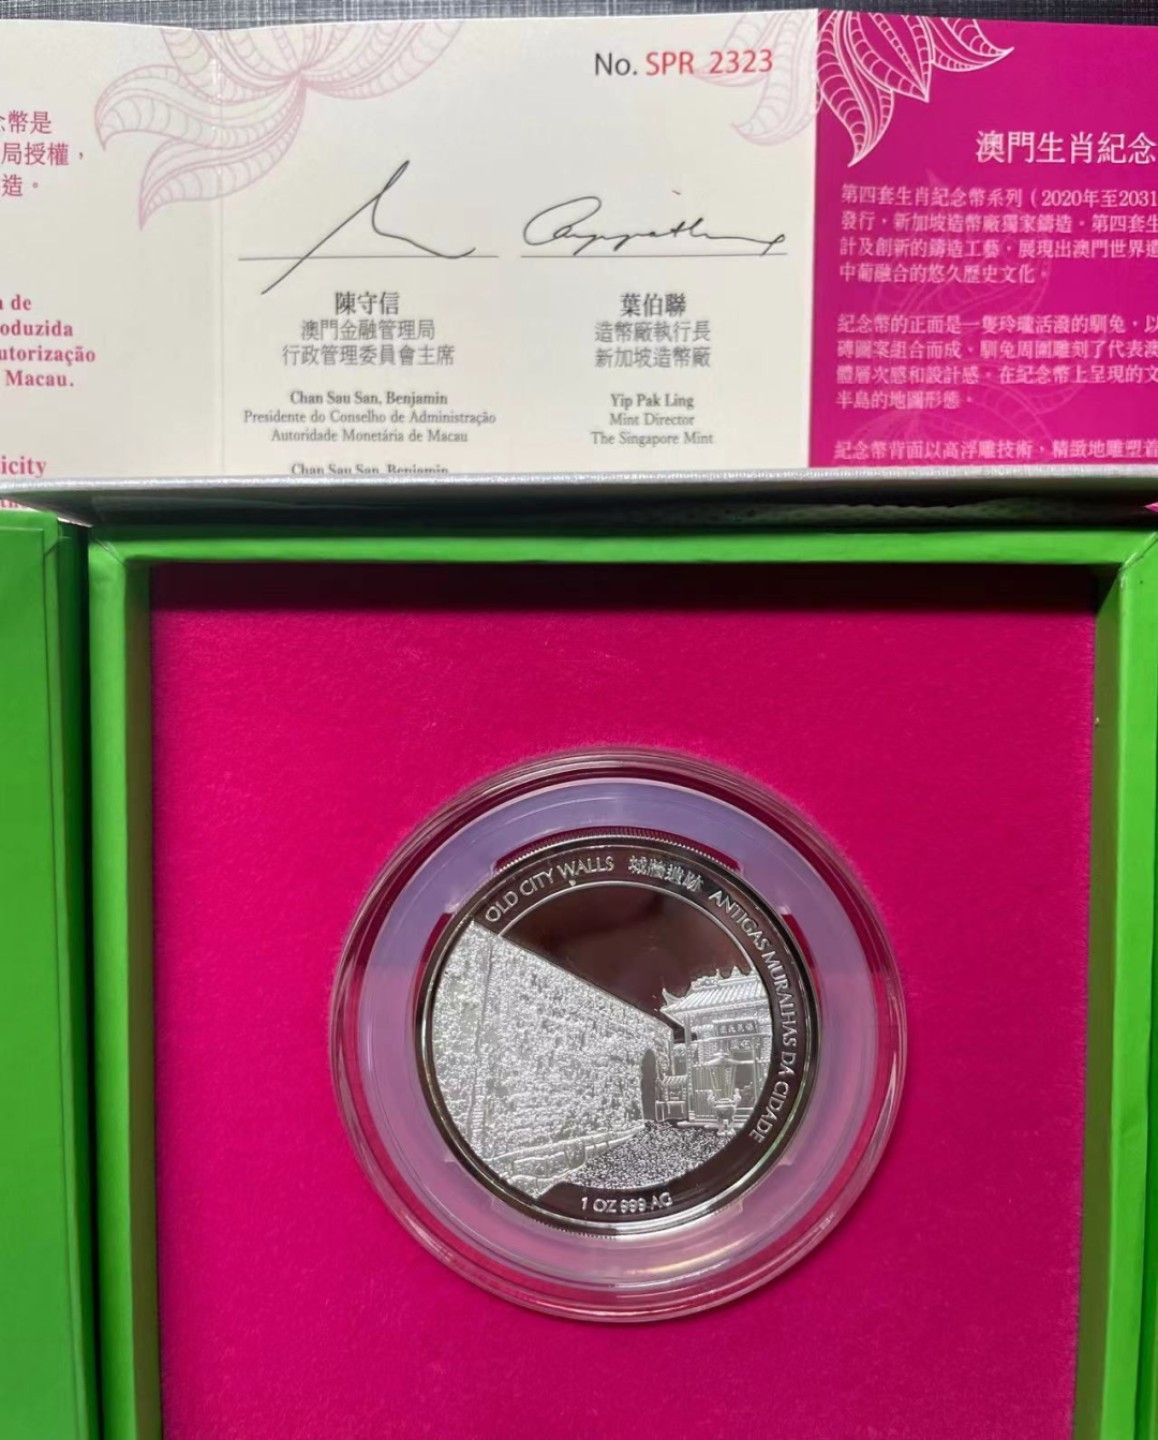 No. SPR 2323
念幣是
局授權，
造。
a de
oduzida
utorização
Macau.
icity
陳守信
澳門金融管理局
行政管理委員會主席
Chan Sau San, Benjamin
Presidente do Conselho de Administração
Autoridade Monetária de Macau
Chan Sau San, Benjamin
葉伯聯
造幣廠執行長
新加坡造幣廠
Yip Pak Ling
Mint Director
The Singapore Mint
澳門生肖紀念
第四套生肖紀念幣系列（2020年至2031
發行，新加坡造幣廠獨家鑄造。第四套生
計及創新的鑄造工藝，展現出澳門世界遺
中葡融合的悠久歷史文化。
紀念幣的正面是一隻玲瓏活潑的馴兔，以
磚圖案組合而成。馴兔周圍雕刻了代表澳
體層次感和設計感。在紀念幣上呈現的文
半島的地圖形態。
紀念幣背面以高浮雕技術，精緻地雕塑着
OLD CITY WALLS 城牆遺跡 ANTIGAS MURALHAS DA CIDADE
1 OZ 999 AG